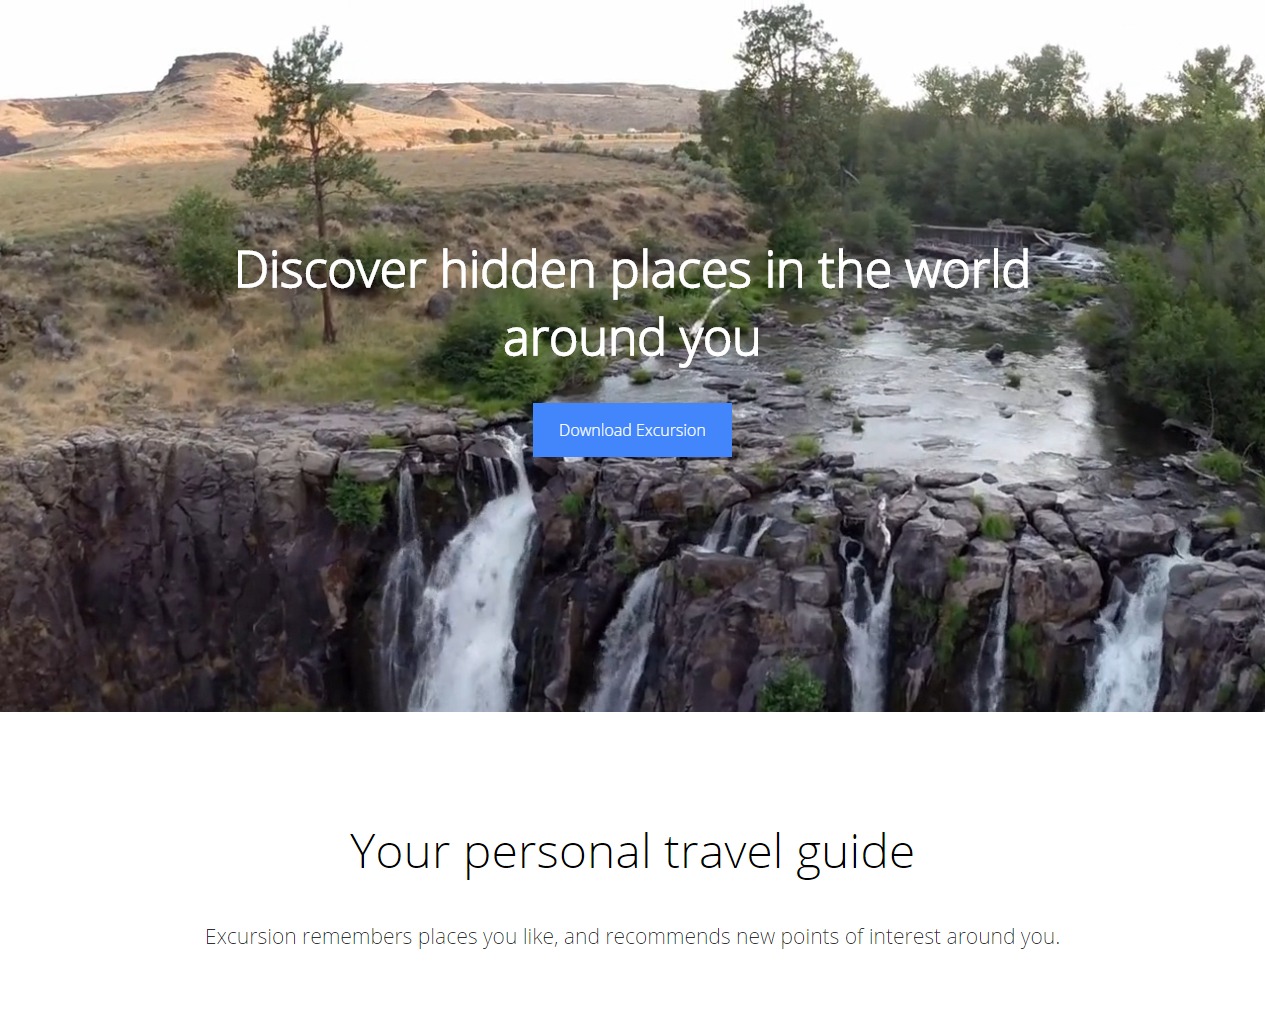 Discover hidden places in the world
around you
Download Excursion
Your personal travel guide
Excursion remembers places you like, and recommends new points of interest around you.